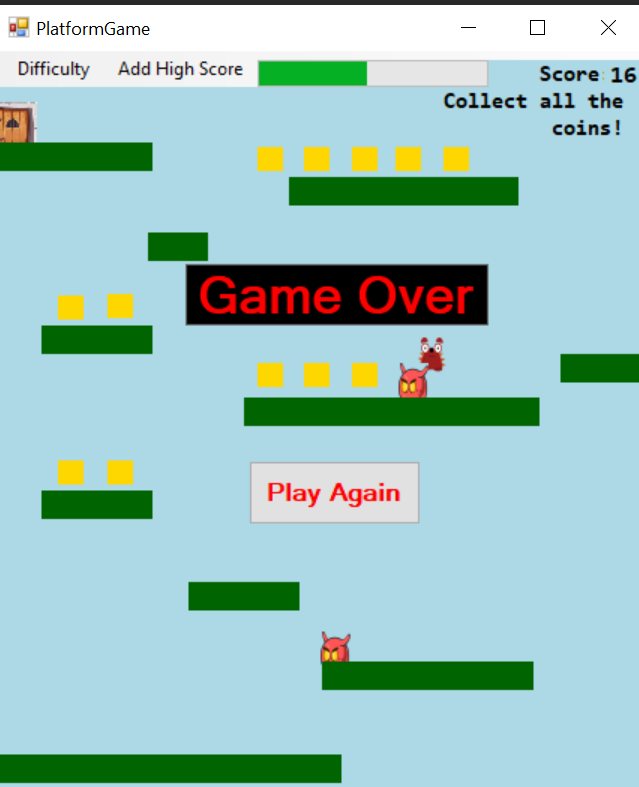 PlatformGame
Difficulty Add High Score
Score: 16
Collect all the
coins!
Game Over
Play Again